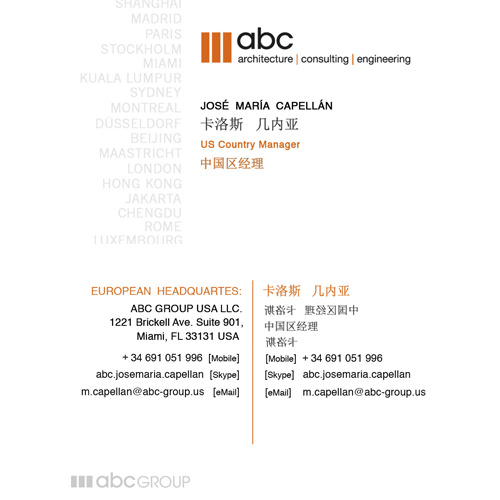 SHANGHAI
MADRID
PARIS
STOCKHOLM
MIAMI
KUALA LUMPUR
SYDNEY
MONTREAL
DÜSSELDORF
BEIJING
MAASTRICHT
LONDON
HONG KONG
JAKARTA
CHENGDU
ROME
LUXEMBOURG
abc
architecture | consulting | engineering
JOSÉ MARÍA CAPELLÁN
卡洛斯 几内亚
US Country Manager
中国区经理
EUROPEAN HEADQUARTES:
ABC GROUP USA LLC.
1221 Brickell Ave. Suite 901,
Miami, FL 33131 USA
+34 691 051 996 [Mobile]
abc.josemaria.capellan [Skype]
m.capellan@abc-group.us [eMail]
卡洛斯 几内亚
中国区经理
[Mobile] +34 691 051 996
[Skype] abc.josemaria.capellan
[eMail] m.capellan@abc-group.us
abcGROUP